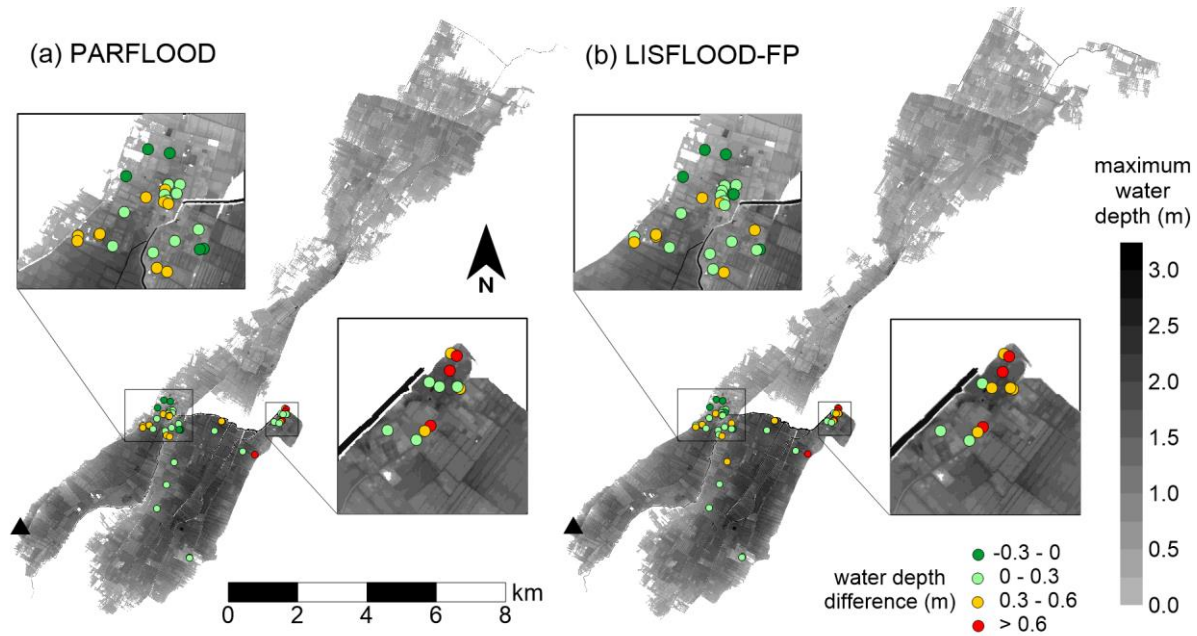 (a) PARFLOOD
(b) LISFLOOD-FP
maximum
water
depth (m)
N
3.0
2.5
2.0
1.5
1.0
0.5
0.0
km
0 2 4 6 8
water depth
difference (m)
-0.3 - 0
0 - 0.3
0.3 - 0.6
> 0.6